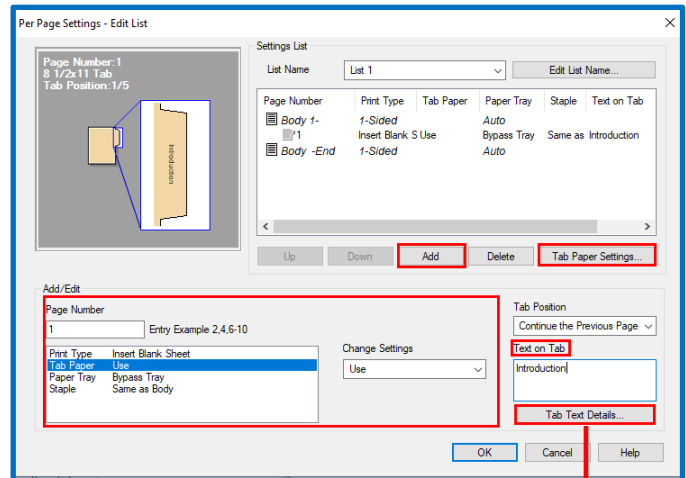 Per Page Settings - Edit List
Page Number:1
8 1/2x11 Tab
Tab Position:1/5
Introduction
Settings List
List Name List 1 Edit List Name...
Page Number Print Type Tab Paper Paper Tray Staple Text on Tab
Body 1- 1-Sided Auto
1 Insert Blank S Use Bypass Tray Same as Introduction
Body -End 1-Sided Auto
Up Down Add Delete Tab Paper Settings...
Add/Edit
Page Number
1 Entry Example 2,4,6-10
Print Type Insert Blank Sheet
Tab Paper Use
Paper Tray Bypass Tray
Staple Same as Body
Change Settings
Use
Tab Position
Continue the Previous Page
Text on Tab
Introduction
Tab Text Details...
OK Cancel Help